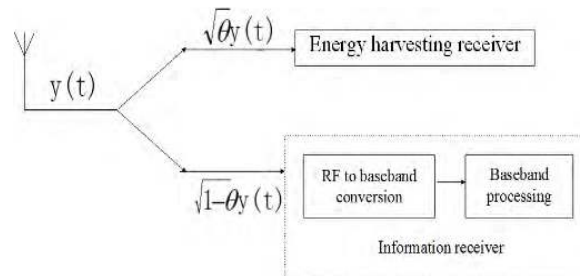 √θy(t)
Energy harvesting receiver
y(t)
√1-θy(t)
RF to baseband
conversion
Baseband
processing
Information receiver